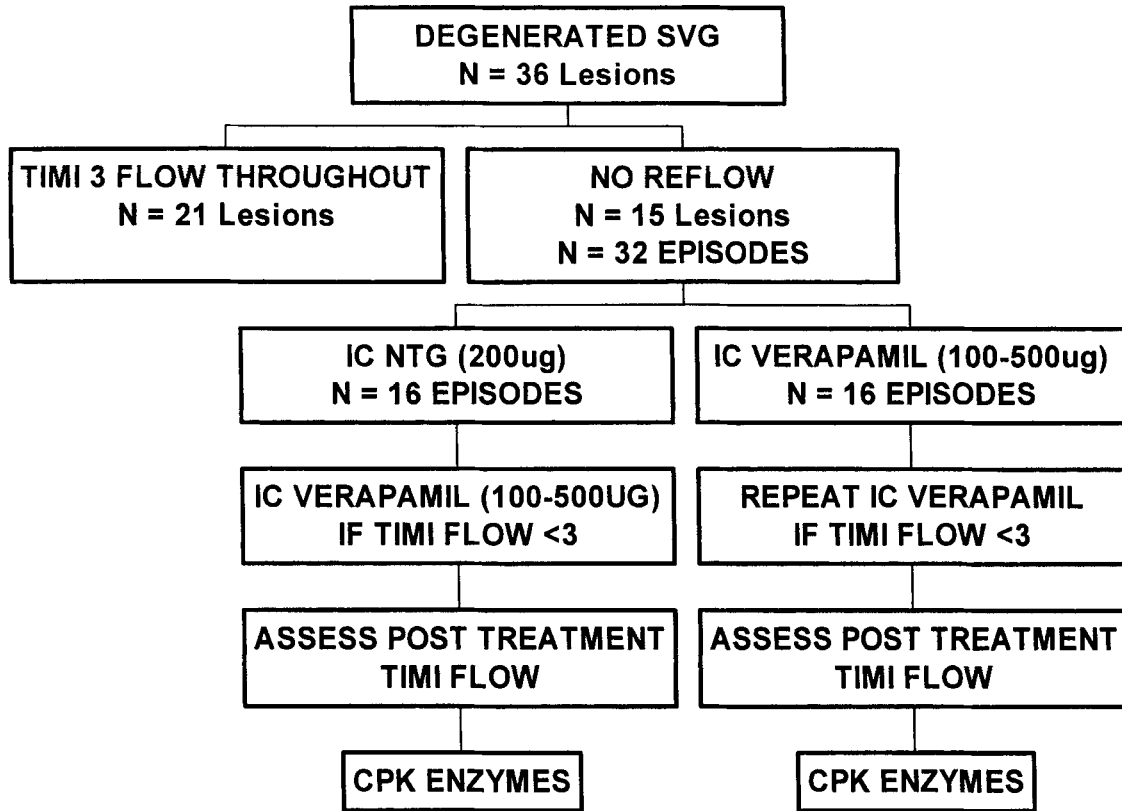 DEGENERATED SVG
N = 36 Lesions
TIMI 3 FLOW THROUGHOUT
N = 21 Lesions
NO REFLOW
N = 15 Lesions
N = 32 EPISODES
IC NTG (200ug)
N = 16 EPISODES
IC VERAPAMIL (100-500ug)
N = 16 EPISODES
IC VERAPAMIL (100-500UG)
IF TIMI FLOW <3
REPEAT IC VERAPAMIL
IF TIMI FLOW <3
ASSESS POST TREATMENT
TIMI FLOW
ASSESS POST TREATMENT
TIMI FLOW
CPK ENZYMES
CPK ENZYMES